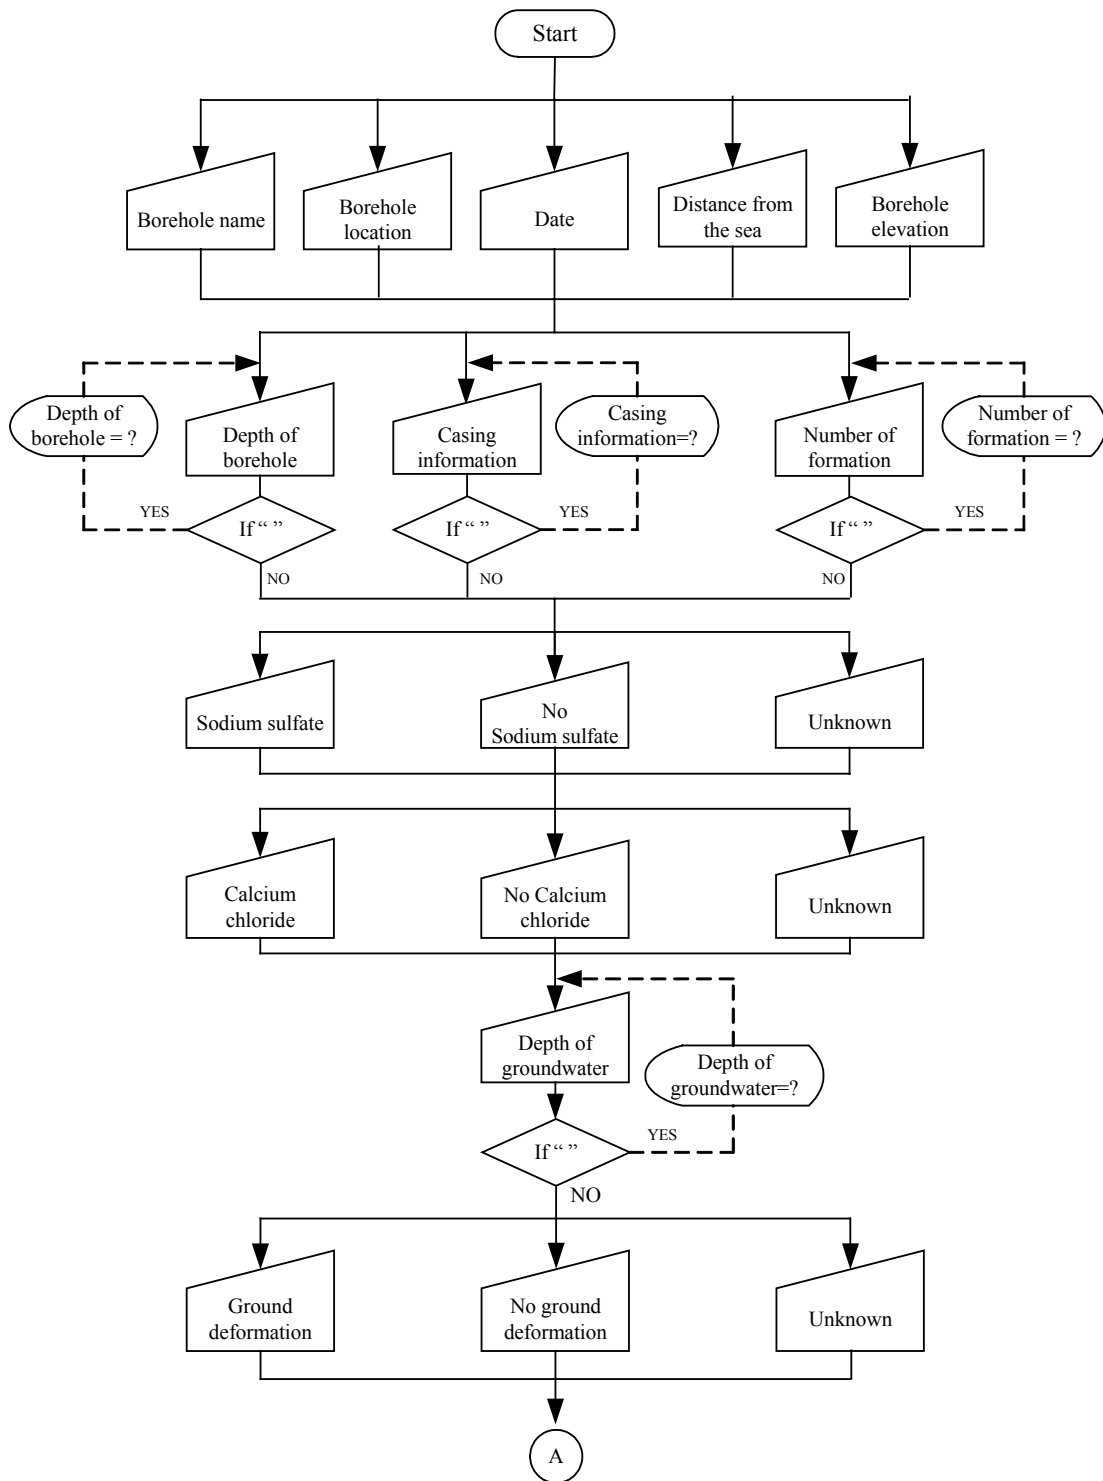 Start
Borehole name
Borehole
location
Date
Distance from
the sea
Borehole
elevation
Depth of
borehole = ?
Depth of
borehole
Casing
information
Casing
information=?
Number of
formation
Number of
formation = ?
YES
If “ ”
NO
If “ ”
YES
NO
If “ ”
YES
NO
Sodium sulfate
No
Sodium sulfate
Unknown
Calcium
chloride
No Calcium
chloride
Unknown
Depth of
groundwater
Depth of
groundwater=?
If “ ”
YES
NO
Ground
deformation
No ground
deformation
Unknown
A